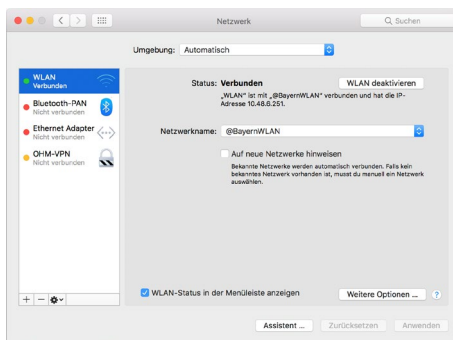 Netzwerk
Suchen
Umgebung: Automatisch
WLAN
Verbunden
Bluetooth-PAN
Nicht verbunden
Ethernet Adapter
Nicht verbunden
OHM-VPN
Nicht verbunden
Status: Verbunden
WLAN deaktivieren
„WLAN“ ist mit „@BayernWLAN“ verbunden und hat die IP-
Adresse 10.48.6.251.
Netzwerkname: @BayernWLAN
Auf neue Netzwerke hinweisen
Bekannte Netzwerke werden automatisch verbunden. Falls kein
bekanntes Netzwerk vorhanden ist, musst du manuell ein Netzwerk
auswählen.
WLAN-Status in der Menüleiste anzeigen
Weitere Optionen ... ?
Assistent ... Zurücksetzen Anwenden